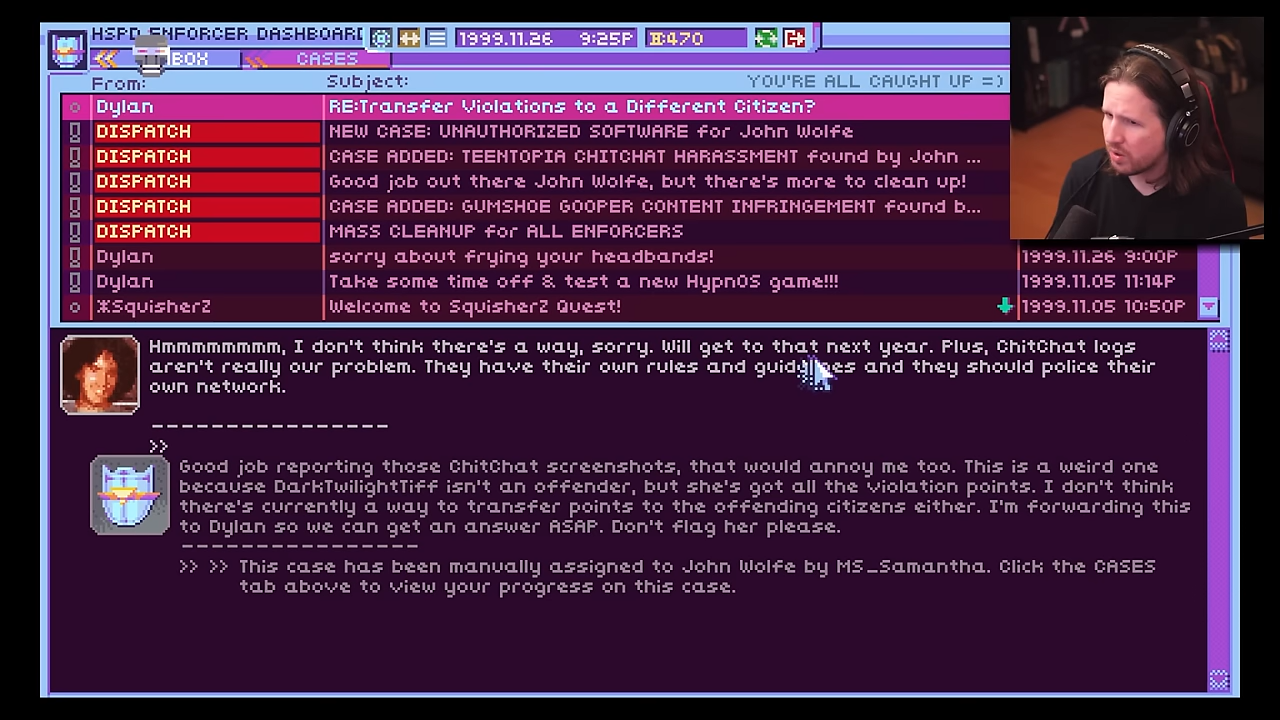 HSPD ENFORCER DASHBOARD
1999.11.26 9:25P
470
BOX
CASES
From:
Subject:
YOU'RE ALL CAUGHT UP =)
Dylan
RE:Transfer Violations to a Different Citizen?
DISPATCH
NEW CASE: UNAUTHORIZED SOFTWARE for John Wolfe
DISPATCH
CASE ADDED: TEENTOPIA CHITCHAT HARASSMENT found by John ...
DISPATCH
Good job out there John Wolfe, but there's more to clean up!
DISPATCH
CASE ADDED: GUMSHOE GOOPER CONTENT INFRINGEMENT found b...
DISPATCH
MASS CLEANUP for ALL ENFORCERS
Dylan
sorry about frying your headbands!
1999.11.26 9:00P
Dylan
Take some time off & test a new HypnOS game!!!
1999.11.05 11:14P
SquisherZ
Welcome to SquisherZ Quest!
1999.11.05 10:50P
Hmmmmmmm, I don't think there's a way, sorry. Will get to that next year. Plus, ChitChat logs
aren't really our problem. They have their own rules and and they should police their
own network.
----------------
>>
Good job reporting those ChitChat screenshots, that would annoy me too. This is a weird one
because DarkTwilightTiff isn't an offender, but she's got all the violation points. I don't think
there's currently a way to transfer points to the offending citizens either. I'm forwarding this
to Dylan so we can get an answer ASAP. Don't flag her please.
----------------
>> >> This case has been manually assigned to John Wolfe by MS_Samantha. Click the CASES
tab above to view your progress on this case.